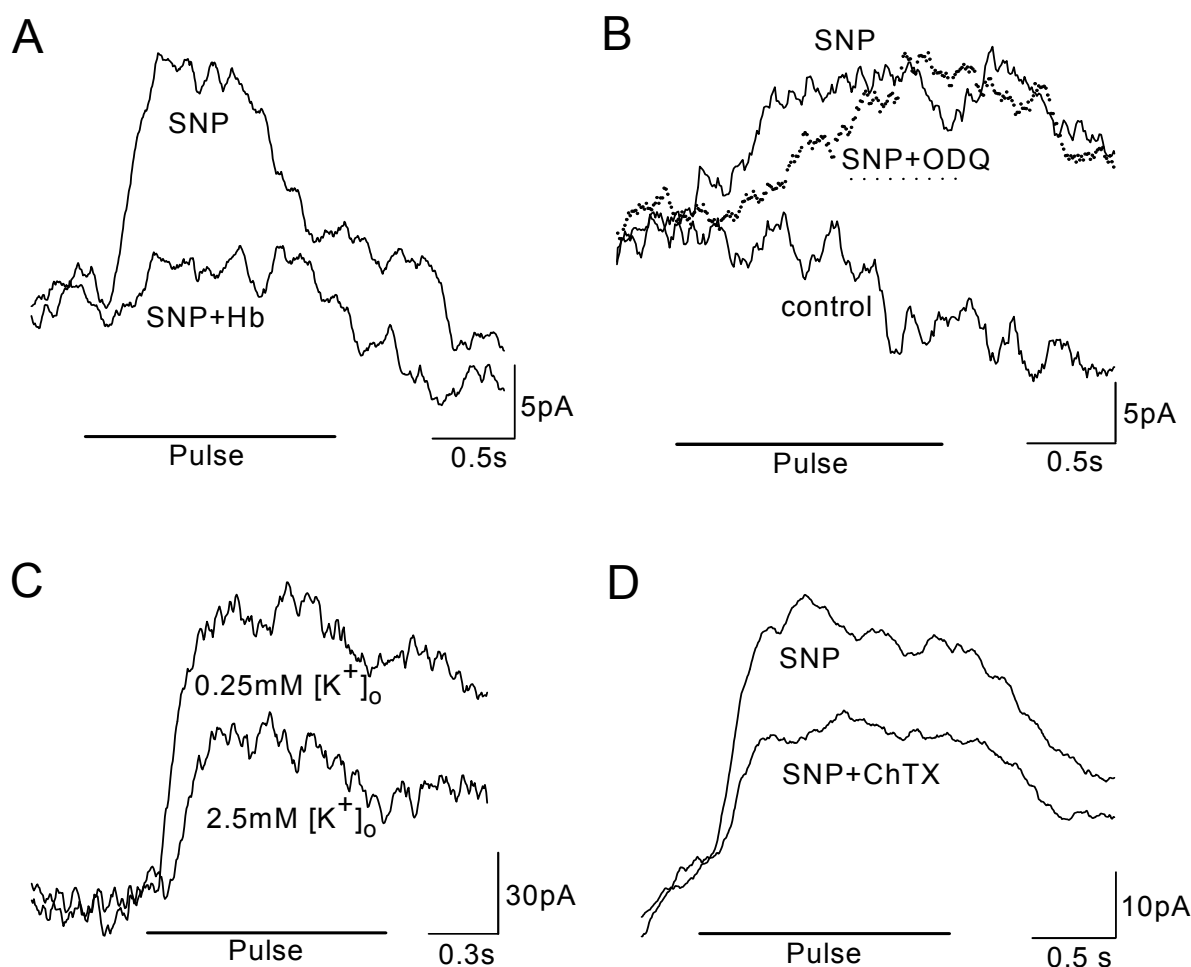 A
SNP
SNP+Hb
5pA
Pulse
0.5s
B
SNP
SNP+ODQ
control
5pA
Pulse
0.5s
C
0.25mM [K+]o
2.5mM [K+]o
30pA
Pulse
0.3s
D
SNP
SNP+ChTX
10pA
Pulse
0.5 s